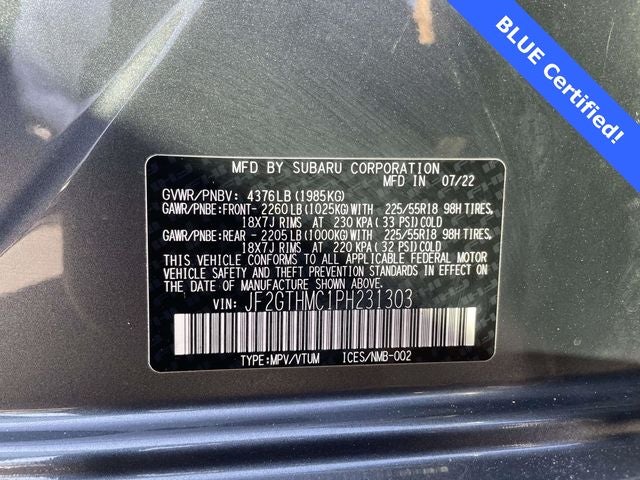 BLUE Certified!
MFD BY SUBARU CORPORATION 07/22
GVWR/PNBV: 4376LB(1985KG)
GAWR/PNBE:FRONT- 2260LB(1025KG)WITH 225/55R18 98H TIRES,
18X7J RIMS AT 230 KPA( 33 PSI)COLD
GAWR/PNBE:REAR - 2205LB(1000KG)WITH 225/55R18 98H TIRES,
18X7J RIMS AT 220 KPA( 32 PSI)COLD
THIS VEHICLE CONFORMS TO ALL APPLICABLE FEDERAL MOTOR
VEHICLE SAFETY AND THEFT PREVENTION STANDARDS IN EFFECT ON
THE DATE OF MANUFACTURE SHOWN ABOVE.
VIN: JF2GTHMC1PH231303
TYPE:MPV/VTUM ICES/NMB-002